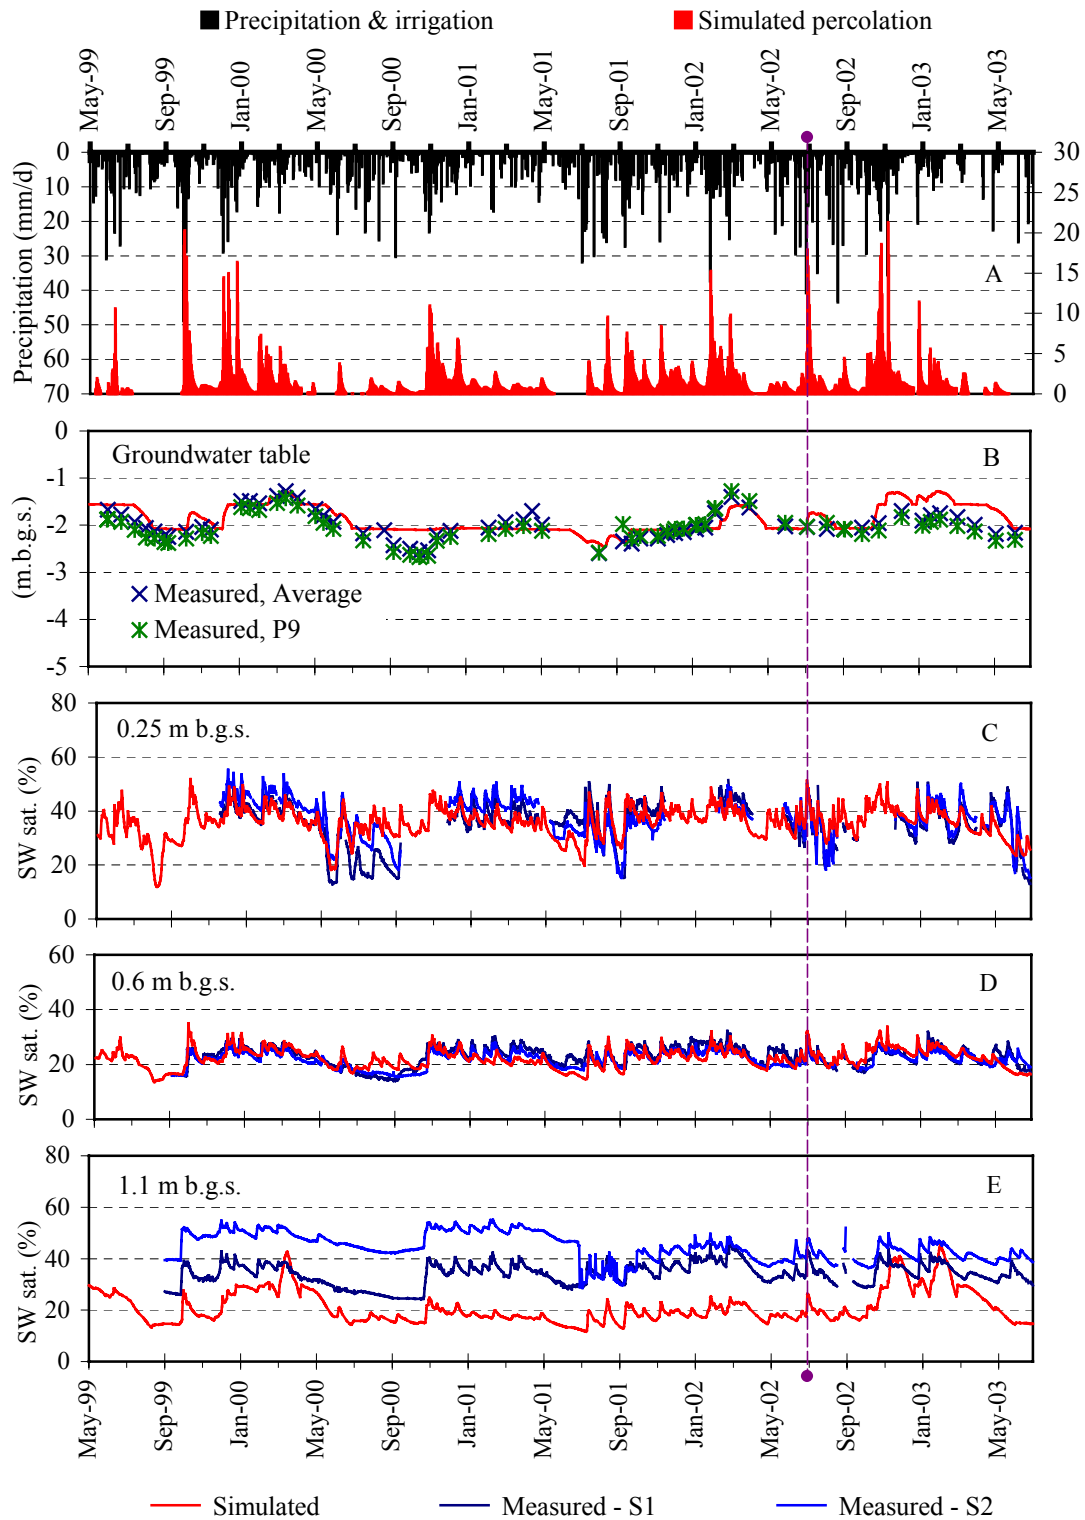 Precipitation & irrigation
Simulated percolation
May-99 Sep-99 Jan-00 May-00 Sep-00 Jan-01 May-01 Sep-01 Jan-02 May-02 Sep-02 Jan-03 May-03
Precipitation (mm/d)
0
10
20
30
40
50
60
70
30
25
20
15
10
5
0
A
Groundwater table
B
(m.b.g.s.)
0
-1
-2
-3
-4
-5
Measured, Average
Measured, P9
0.25 m b.g.s.
C
SW sat. (%)
80
60
40
20
0
0.6 m b.g.s.
D
SW sat. (%)
60
40
20
0
1.1 m b.g.s.
E
SW sat. (%)
80
60
40
20
0
May-99 Sep-99 Jan-00 May-00 Sep-00 Jan-01 May-01 Sep-01 Jan-02 May-02 Sep-02 Jan-03 May-03
Simulated
Measured - S1
Measured - S2